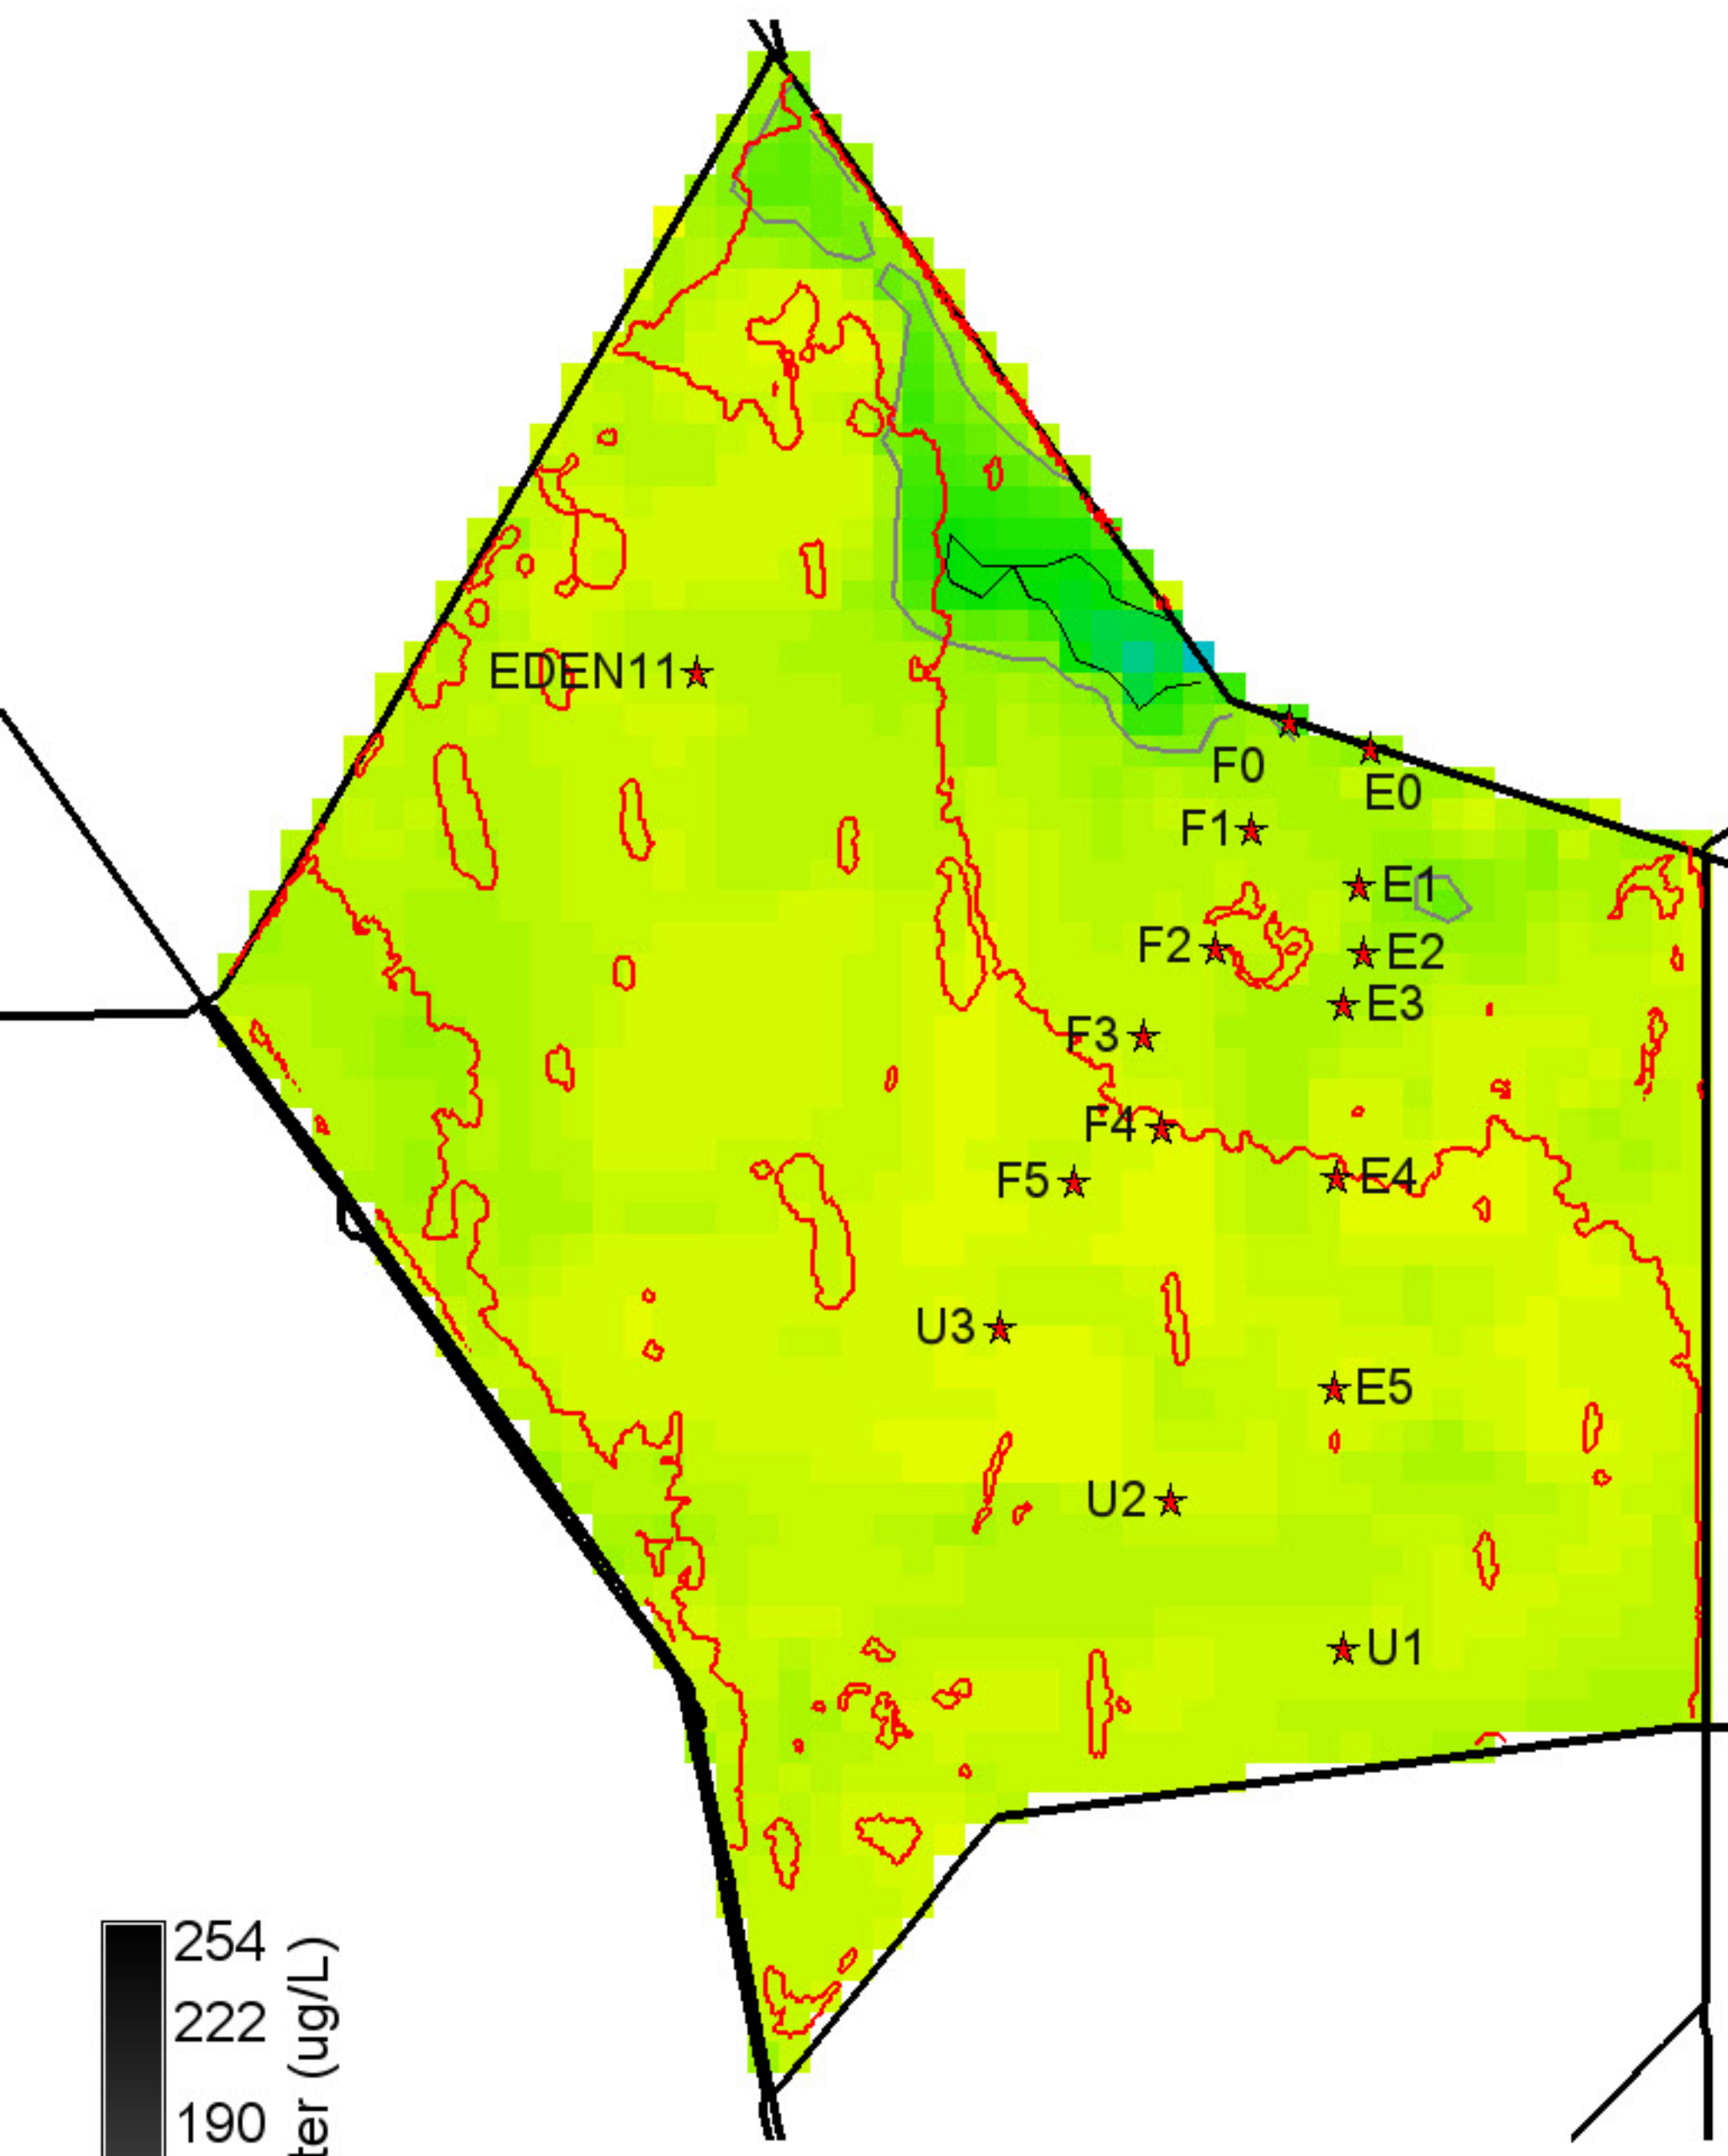 EDEN11
F0
E0
F1
E1
F2
E2
E3
F3
F4
E4
F5
U3
E5
U2
U1
254
222
190
ter (ug/L)